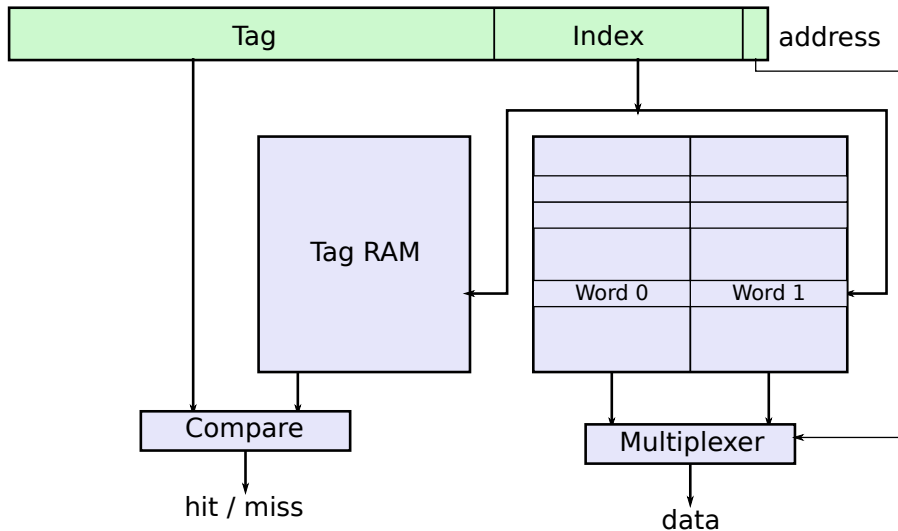 Tag
Index
address
Tag RAM
Word 0
Word 1
Compare
Multiplexer
hit / miss
data